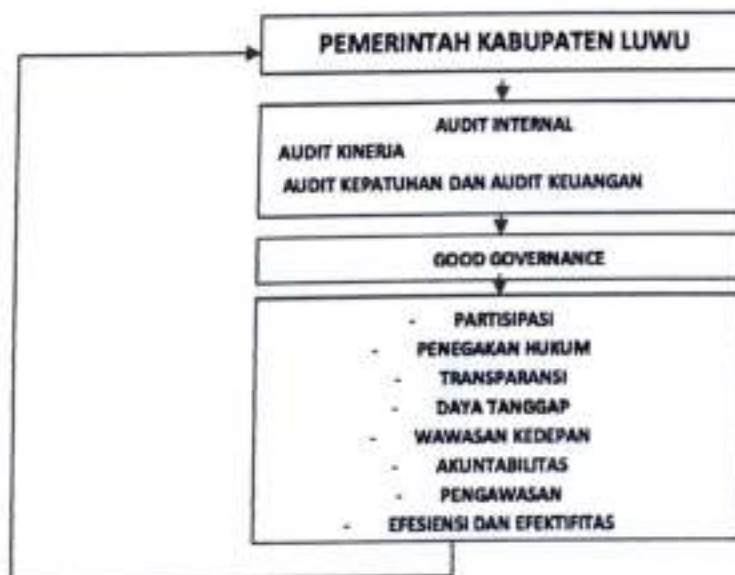 PEMERINTAH KABUPATEN LUWU
AUDIT INTERNAL
AUDIT KINERJA
AUDIT KEPATUHAN DAN AUDIT KEUANGAN
GOOD GOVERNANCE
- PARTISIPASI
- PENEGAKAN HUKUM
- TRANSPARANSI
- DAYA TANGGAP
- WAWASAN KEDEPAN
- AKUNTABILITAS
- PENGAWASAN
- EFESIENSI DAN EFEKTIFITAS